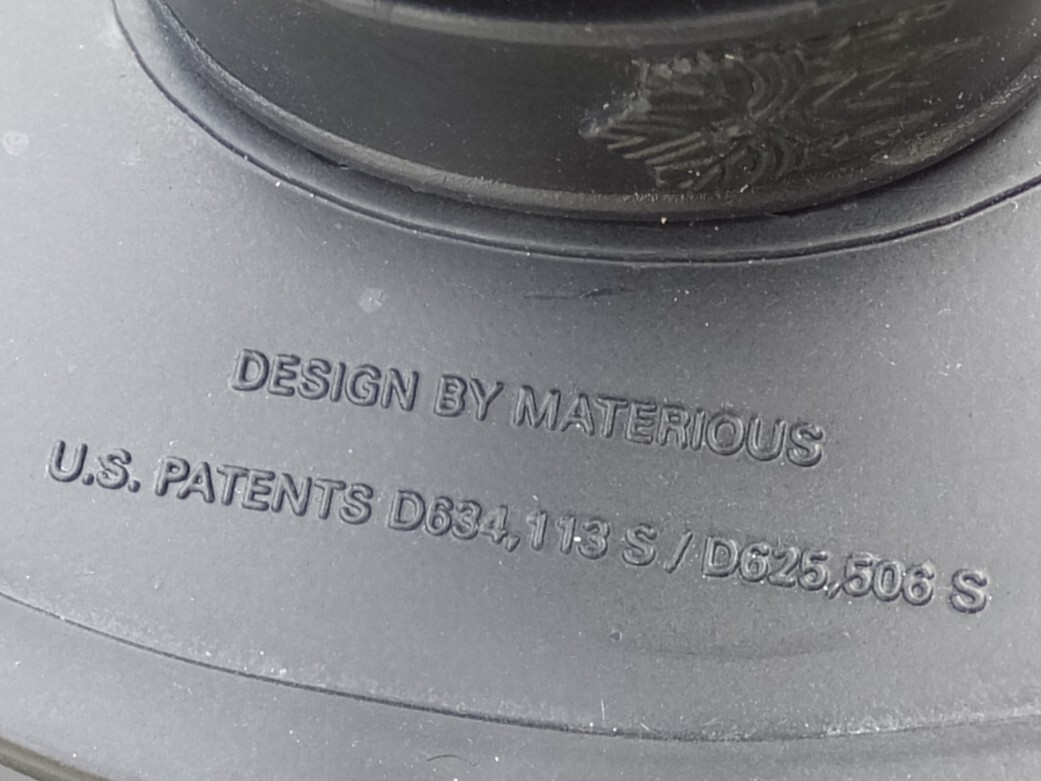 DESIGN BY MATERIOUS
U.S. PATENTS D634,113 S / D625,506 S